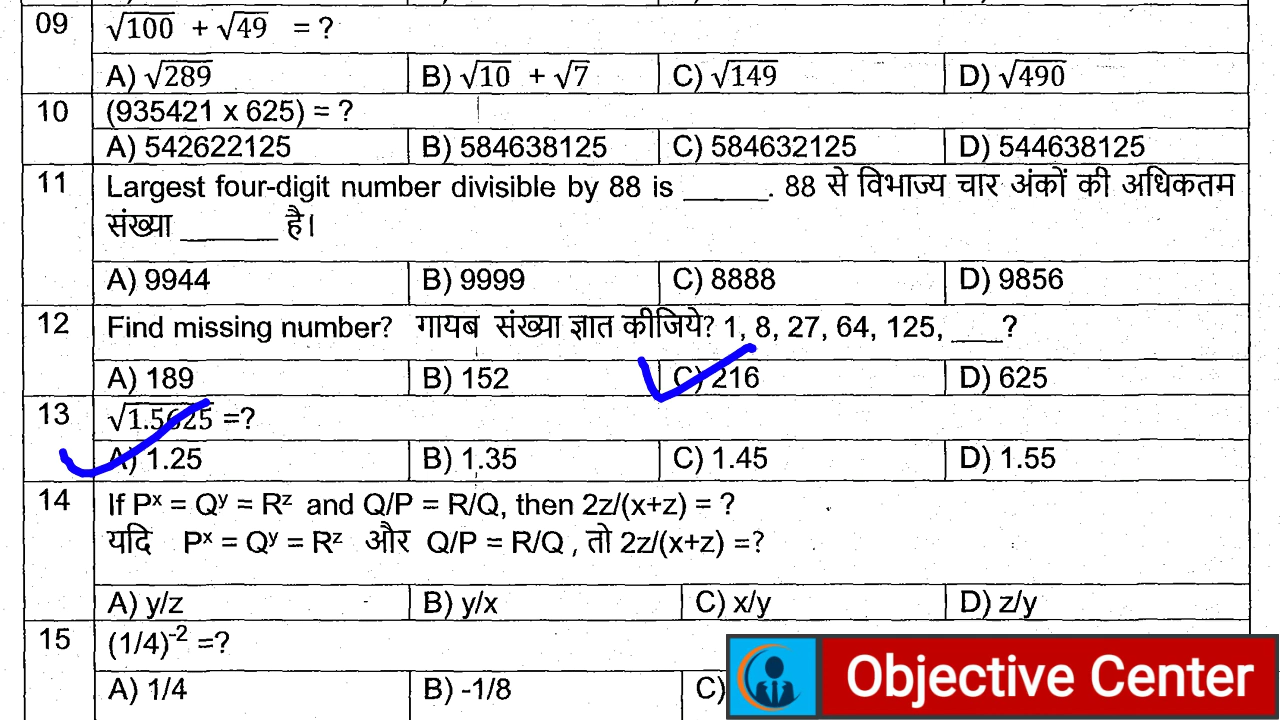 09 √100 + √49 = ?
A) √289 B) √10 + √7 C) √149 D) √490
10 (935421 x 625) = ?
A) 542622125 B) 584638125 C) 584632125 D) 544638125
11 Largest four-digit number divisible by 88 is ______. 88 से विभाज्य चार अंकों की अधिकतम
संख्या ______ है।
A) 9944 B) 9999 C) 8888 D) 9856
12 Find missing number? गायब संख्या ज्ञात कीजिये? 1, 8, 27, 64, 125, ___?
A) 189 B) 152 C) 216 D) 625
13 √1.5625 =?
A) 1.25 B) 1.35 C) 1.45 D) 1.55
14 If Pˣ = Qʸ = Rᶻ and Q/P = R/Q, then 2z/(x+z) = ?
यदि Pˣ = Qʸ = Rᶻ और Q/P = R/Q , तो 2z/(x+z) =?
A) y/z B) y/x C) x/y D) z/y
15 (1/4)⁻² =?
A) 1/4 B) -1/8 C)
Objective Center